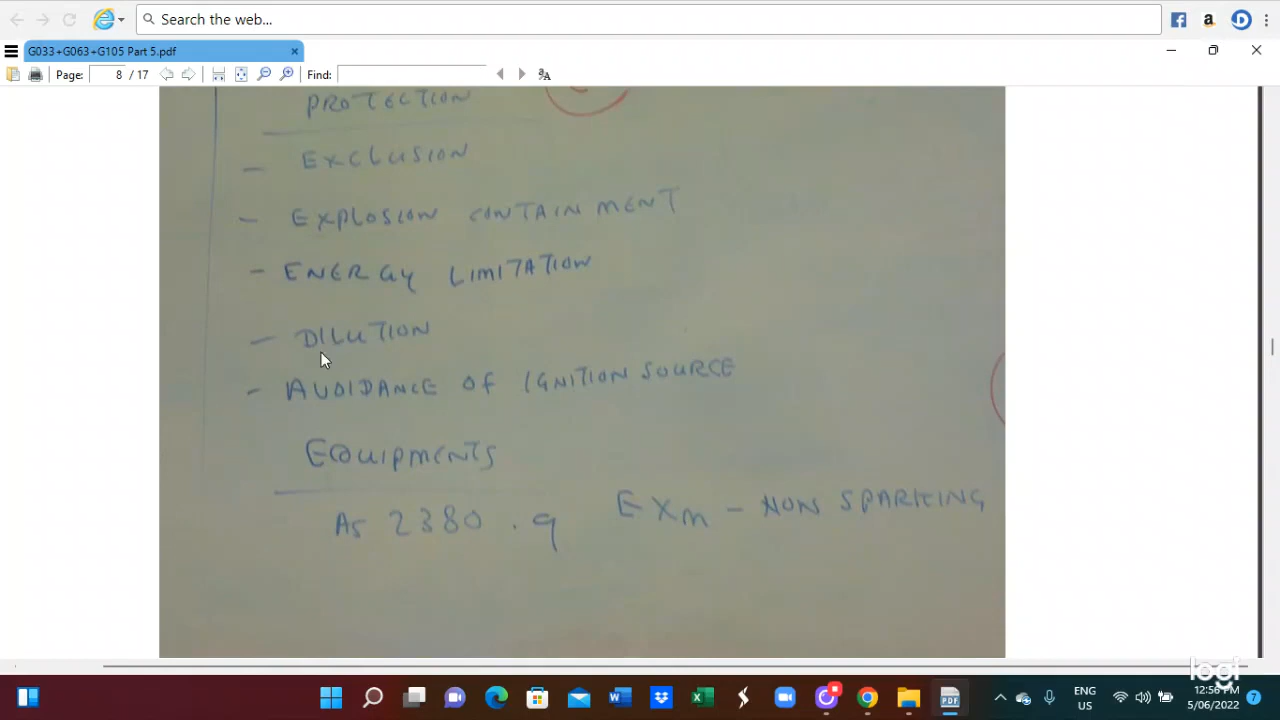 Search the web...
G033+G063+G105 Part 5.pdf
Page: 8 / 17 Find:
PROTECTION
- EXCLUSION
- EXPLOSION CONTAINMENT
- ENERGY LIMITATION
- DILUTION
- AVOIDANCE OF IGNITION SOURCE
EQUIPMENTS
AS 2380.9 EXm - NON SPARKING
logi
ENG
US
12:56 PM
5/06/2022
7